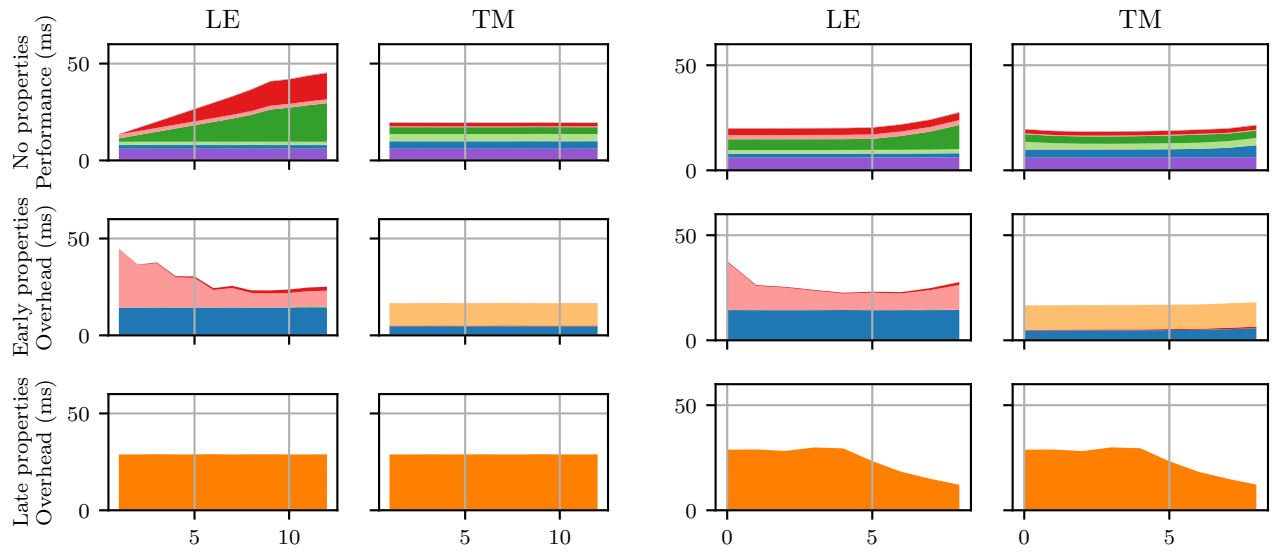 LE TM LE TM
No properties
Performance (ms)
50
0
50
0
Early properties
Overhead (ms)
50
0
50
0
Late properties
Overhead (ms)
50
0
50
0
5 10 5 10 0 5 0 5